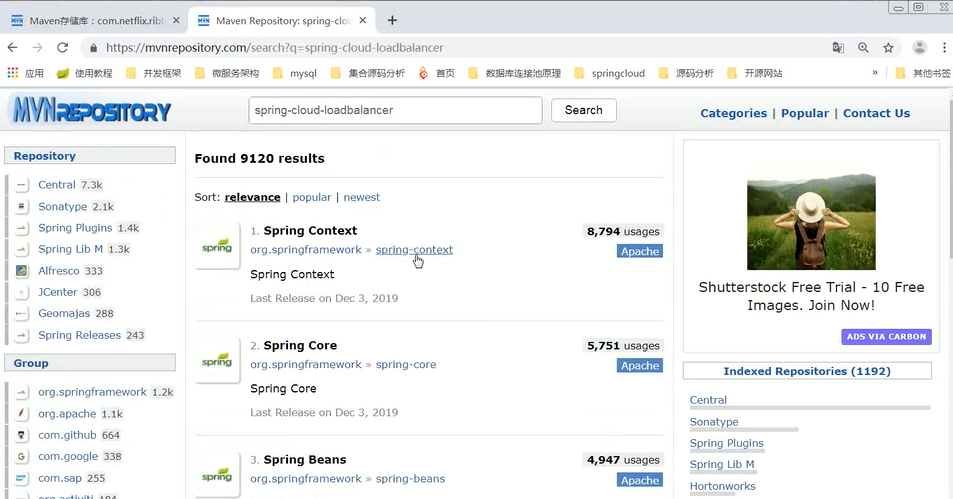 Maven存储库：com.netflix.ribb
Maven Repository: spring-clou
https://mvnrepository.com/search?q=spring-cloud-loadbalancer
应用
使用教程
开发框架
微服务架构
mysql
集合源码分析
首页
数据库连接池原理
springcloud
源码分析
开源网站
»
其他书签
MVNREPOSITORY
spring-cloud-loadbalancer
Search
Categories | Popular | Contact Us
Repository
Central 7.3k
Sonatype 2.1k
Spring Plugins 1.4k
Spring Lib M 1.3k
Alfresco 333
JCenter 306
Geomajas 288
Spring Releases 243
Group
org.springframework 1.2k
org.apache 1.1k
com.github 664
com.google 338
com.sap 255
org.activiti 184
Found 9120 results
Sort: relevance | popular | newest
1. Spring Context
8,794 usages
org.springframework » spring-context
Apache
Spring Context
Last Release on Dec 3, 2019
2. Spring Core
5,751 usages
org.springframework » spring-core
Apache
Spring Core
Last Release on Dec 3, 2019
3. Spring Beans
4,947 usages
org.springframework » spring-beans
Apache
spring
spring
spring
Shutterstock Free Trial - 10 Free
Images. Join Now!
ADS VIA CARBON
Indexed Repositories (1192)
Central
Sonatype
Spring Plugins
Spring Lib M
Hortonworks